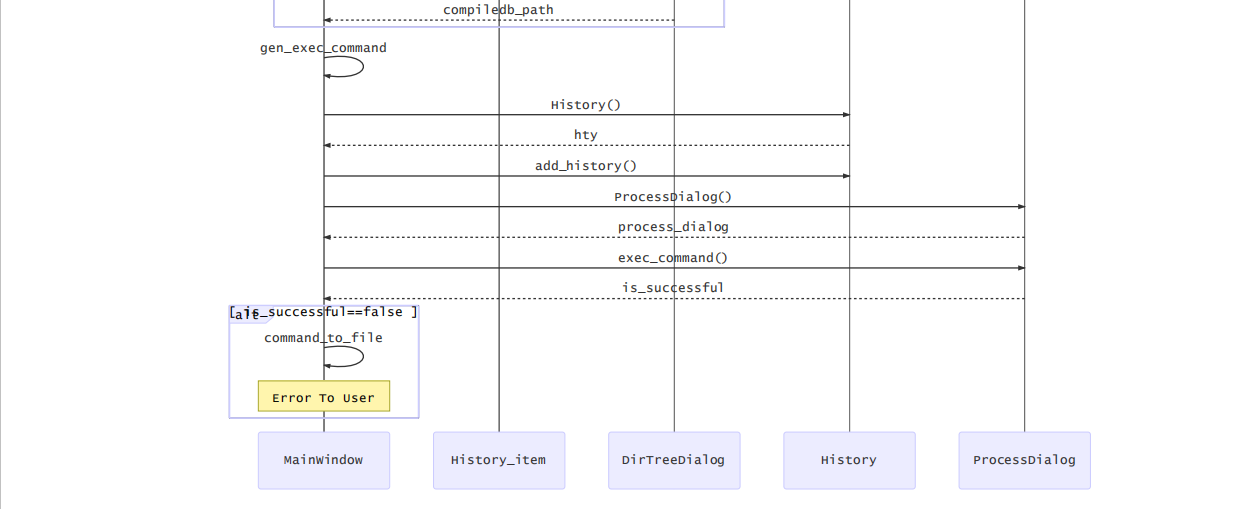 compiledb_path
gen_exec_command
History()
hty
add_history()
ProcessDialog()
process_dialog
exec_command()
is_successful
alt
[ is_successful==false ]
command_to_file
Error To User
MainWindow
History_item
DirTreeDialog
History
ProcessDialog